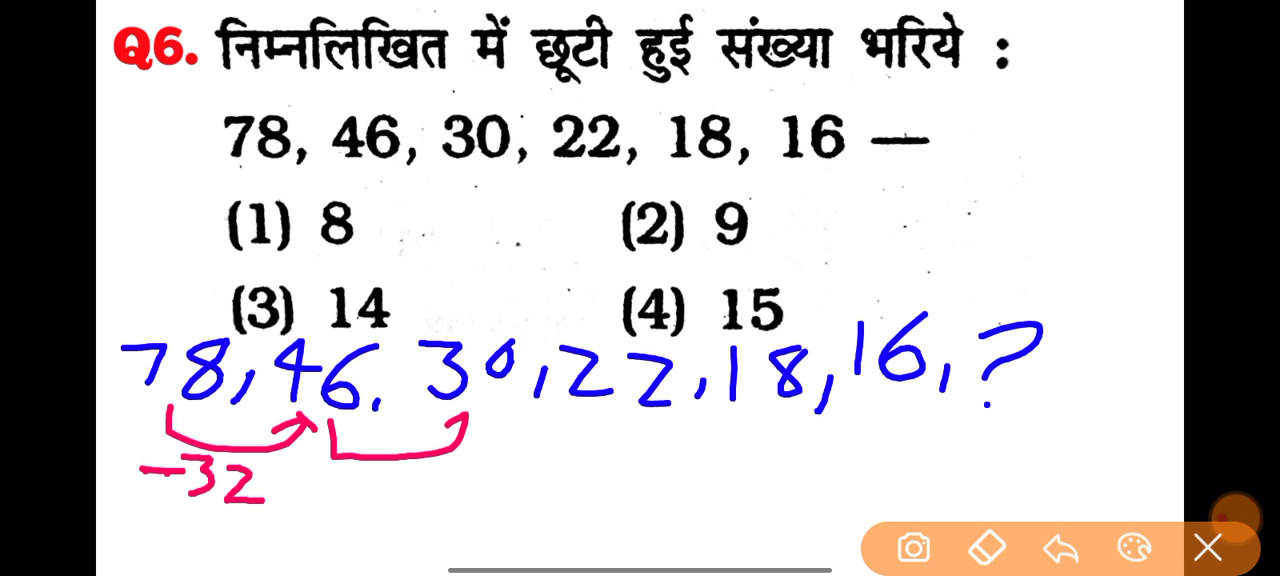 Q6. निम्नलिखित में छूटी हुई संख्या भरिये :
78, 46, 30, 22, 18, 16 —
(1) 8 (2) 9
(3) 14 (4) 15
78, 46, 30, 22, 18, 16, ?
-32